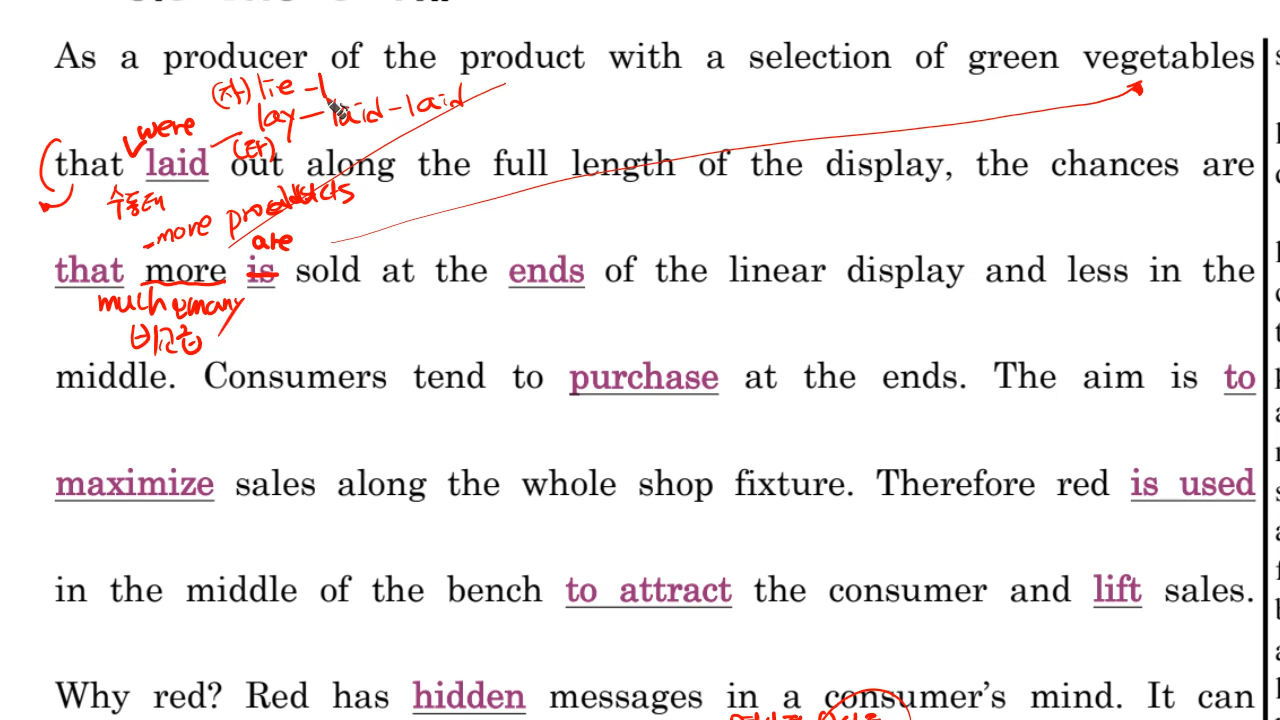 As a producer of the product with a selection of green vegetables
(자) lie - l
lay - laid - laid
were
(타)
that laid out along the full length of the display, the chances are
수동태
more products
are
that more is sold at the ends of the linear display and less in the
much many
비교급
middle. Consumers tend to purchase at the ends. The aim is to
maximize sales along the whole shop fixture. Therefore red is used
in the middle of the bench to attract the consumer and lift sales.
Why red? Red has hidden messages in a consumer's mind. It can